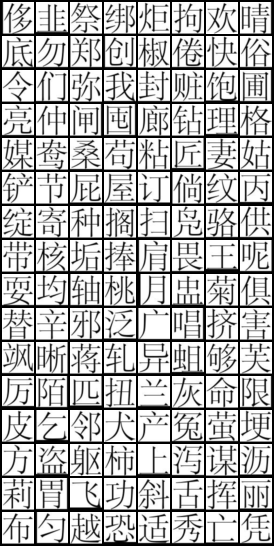 侈韭祭绑炬拘欢晴
底勿郑创椒倦快俗
令们弥我封赃饱圃
亮仲闸囤廊钻理格
媒鸯桑苟粘匠妻姑
铲节屁屋订倘纹丙
绽寄种搁扫凫骆供
带核垢捧肩畏王呢
耍均轴桃月盅菊俱
替辛邪泛广唱挤害
飒晰蒋轧异蛆够芙
厉陌匹扭兰灰命限
皮乞邻犬产冤萤埂
方盗躯柿上泻谋沥
莉胃飞功斜舌挥丽
布匀越恐适秀亡凭